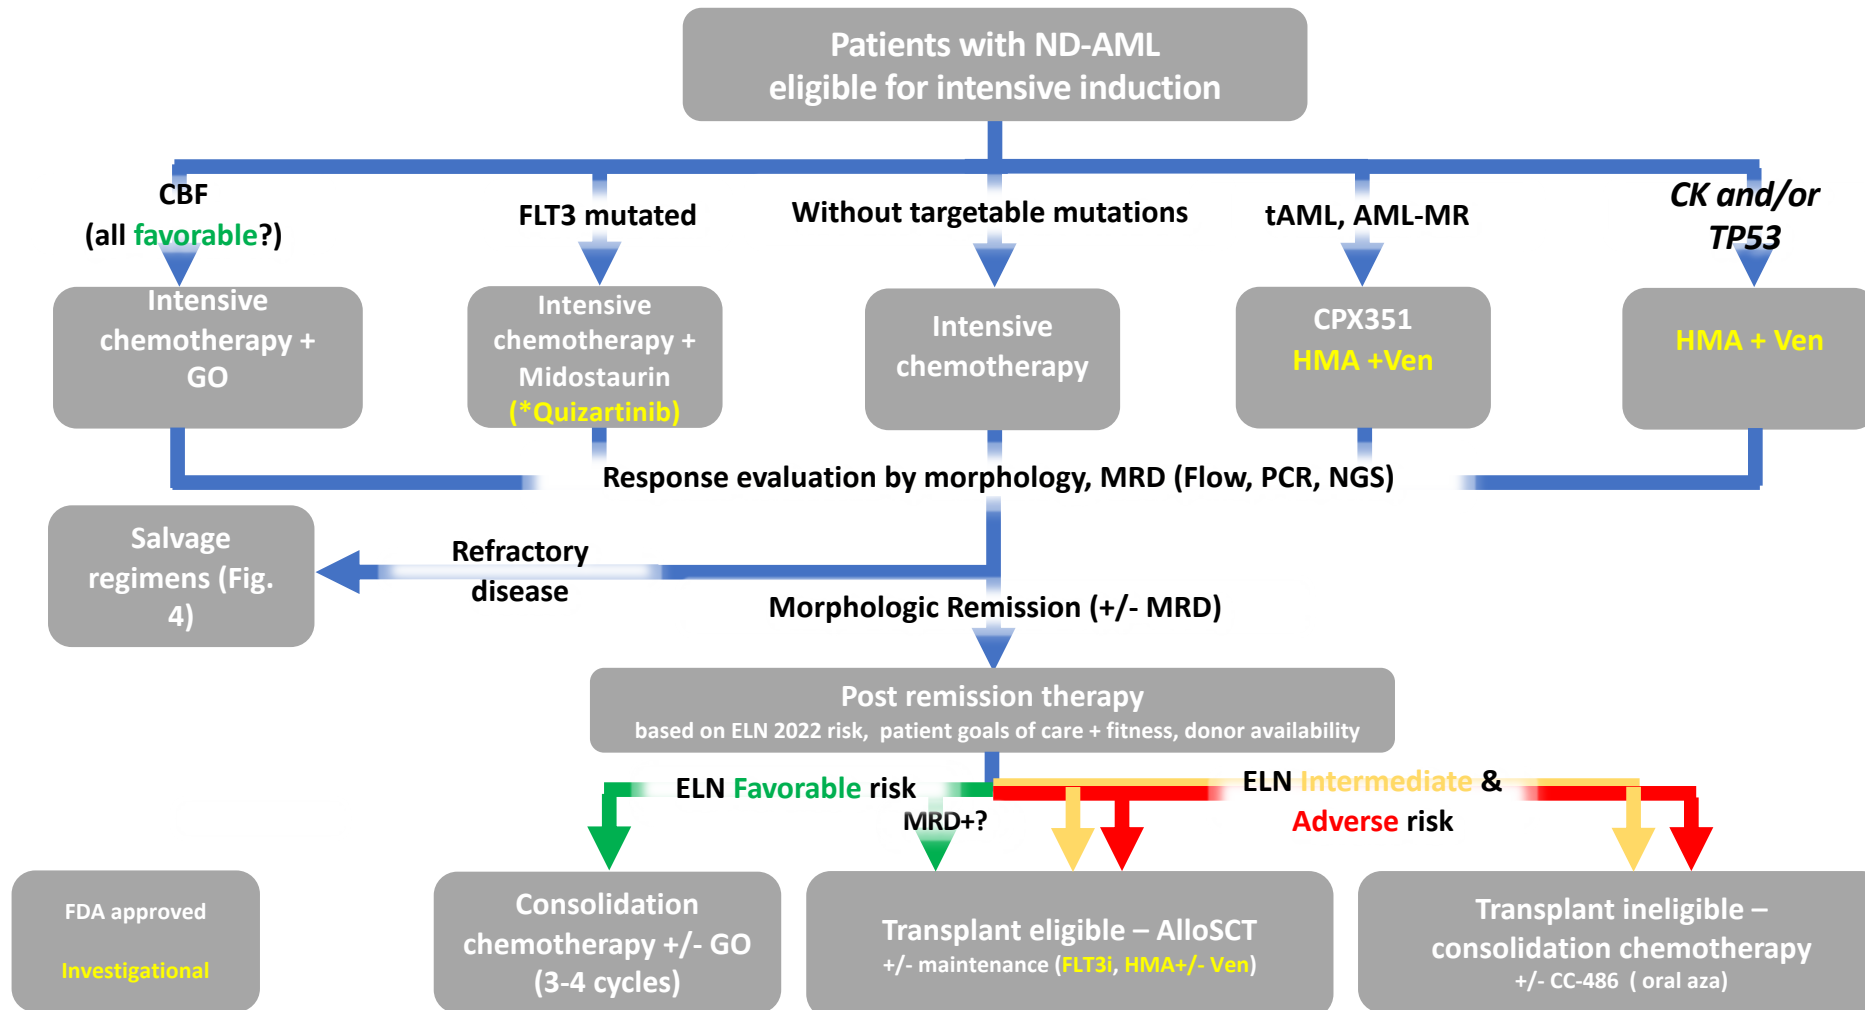 Patients with ND-AML
eligible for intensive induction
CBF
(all favorable?)
FLT3 mutated
Without targetable mutations
tAML, AML-MR
CK and/or
TP53
Intensive
chemotherapy +
GO
Intensive
chemotherapy +
Midostaurin
(*Quizartinib)
Intensive
chemotherapy
CPX351
HMA +Ven
HMA + Ven
Response evaluation by morphology, MRD (Flow, PCR, NGS)
Salvage
regimens (Fig.
4)
Refractory
disease
Morphologic Remission (+/- MRD)
Post remission therapy
based on ELN 2022 risk, patient goals of care + fitness, donor availability
ELN Favorable risk
MRD+?
ELN Intermediate &
Adverse risk
FDA approved
Investigational
Consolidation
chemotherapy +/- GO
(3-4 cycles)
Transplant eligible – AlloSCT
+/- maintenance (FLT3i, HMA+/- Ven)
Transplant ineligible –
consolidation chemotherapy
+/- CC-486 ( oral aza)